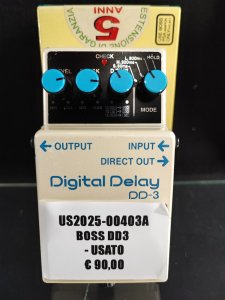 ESTENSIONE DI GARANZIA
5
ANNI
CHECK
HOLD
MODE
OUTPUT
INPUT
DIRECT OUT
Digital Delay
DD-3
US2025-00403A
BOSS DD3
- USATO
€ 90,00